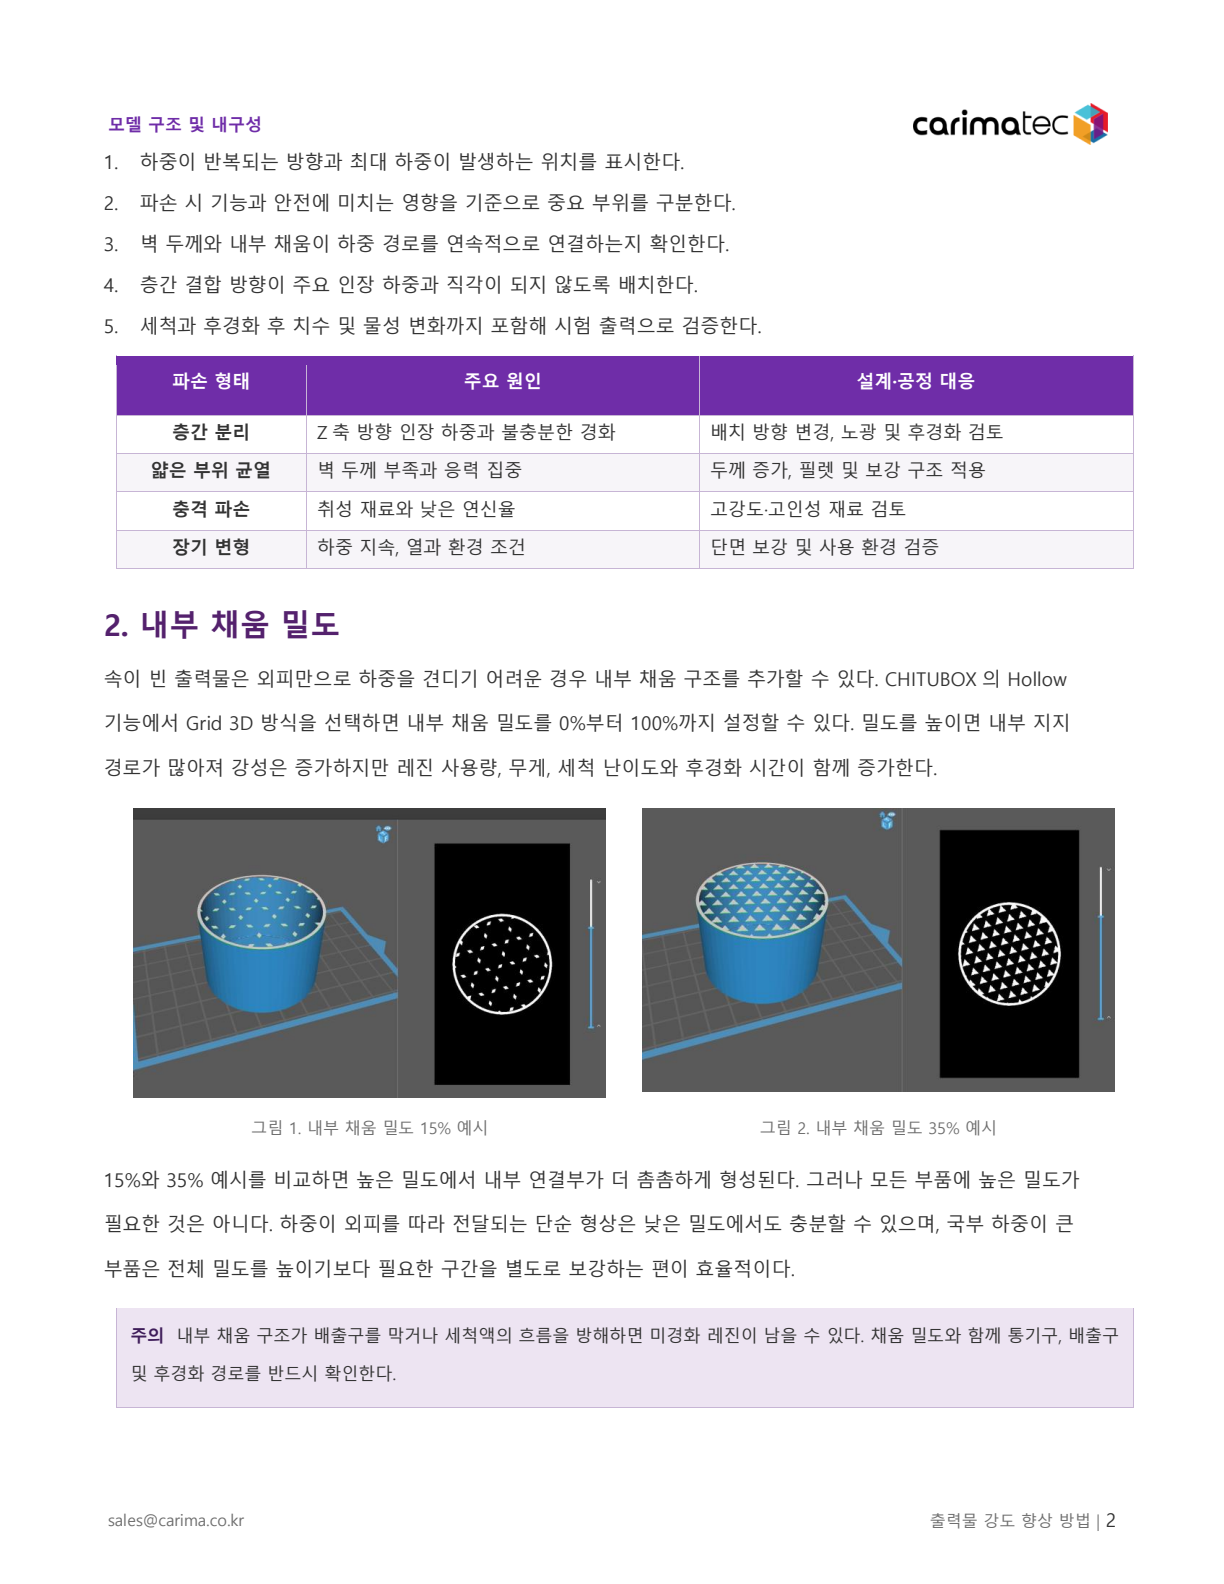 모델 구조 및 내구성
carimatec
1. 하중이 반복되는 방향과 최대 하중이 발생하는 위치를 표시한다.
2. 파손 시 기능과 안전에 미치는 영향을 기준으로 중요 부위를 구분한다.
3. 벽 두께와 내부 채움이 하중 경로를 연속적으로 연결하는지 확인한다.
4. 층간 결합 방향이 주요 인장 하중과 직각이 되지 않도록 배치한다.
5. 세척과 후경화 후 치수 및 물성 변화까지 포함해 시험 출력으로 검증한다.
파손 형태 주요 원인 설계·공정 대응
층간 분리 Z 축 방향 인장 하중과 불충분한 경화 배치 방향 변경, 노광 및 후경화 검토
얇은 부위 균열 벽 두께 부족과 응력 집중 두께 증가, 필렛 및 보강 구조 적용
충격 파손 취성 재료와 낮은 연신율 고강도·고인성 재료 검토
장기 변형 하중 지속, 열과 환경 조건 단면 보강 및 사용 환경 검증
2. 내부 채움 밀도
속이 빈 출력물은 외피만으로 하중을 견디기 어려운 경우 내부 채움 구조를 추가할 수 있다. CHITUBOX 의 Hollow
기능에서 Grid 3D 방식을 선택하면 내부 채움 밀도를 0%부터 100%까지 설정할 수 있다. 밀도를 높이면 내부 지지
경로가 많아져 강성은 증가하지만 레진 사용량, 무게, 세척 난이도와 후경화 시간이 함께 증가한다.
그림 1. 내부 채움 밀도 15% 예시
그림 2. 내부 채움 밀도 35% 예시
15%와 35% 예시를 비교하면 높은 밀도에서 내부 연결부가 더 촘촘하게 형성된다. 그러나 모든 부품에 높은 밀도가
필요한 것은 아니다. 하중이 외피를 따라 전달되는 단순 형상은 낮은 밀도에서도 충분할 수 있으며, 국부 하중이 큰
부품은 전체 밀도를 높이기보다 필요한 구간을 별도로 보강하는 편이 효율적이다.
주의 내부 채움 구조가 배출구를 막거나 세척액의 흐름을 방해하면 미경화 레진이 남을 수 있다. 채움 밀도와 함께 통기구, 배출구
및 후경화 경로를 반드시 확인한다.
sales@carima.co.kr
출력물 강도 향상 방법 | 2